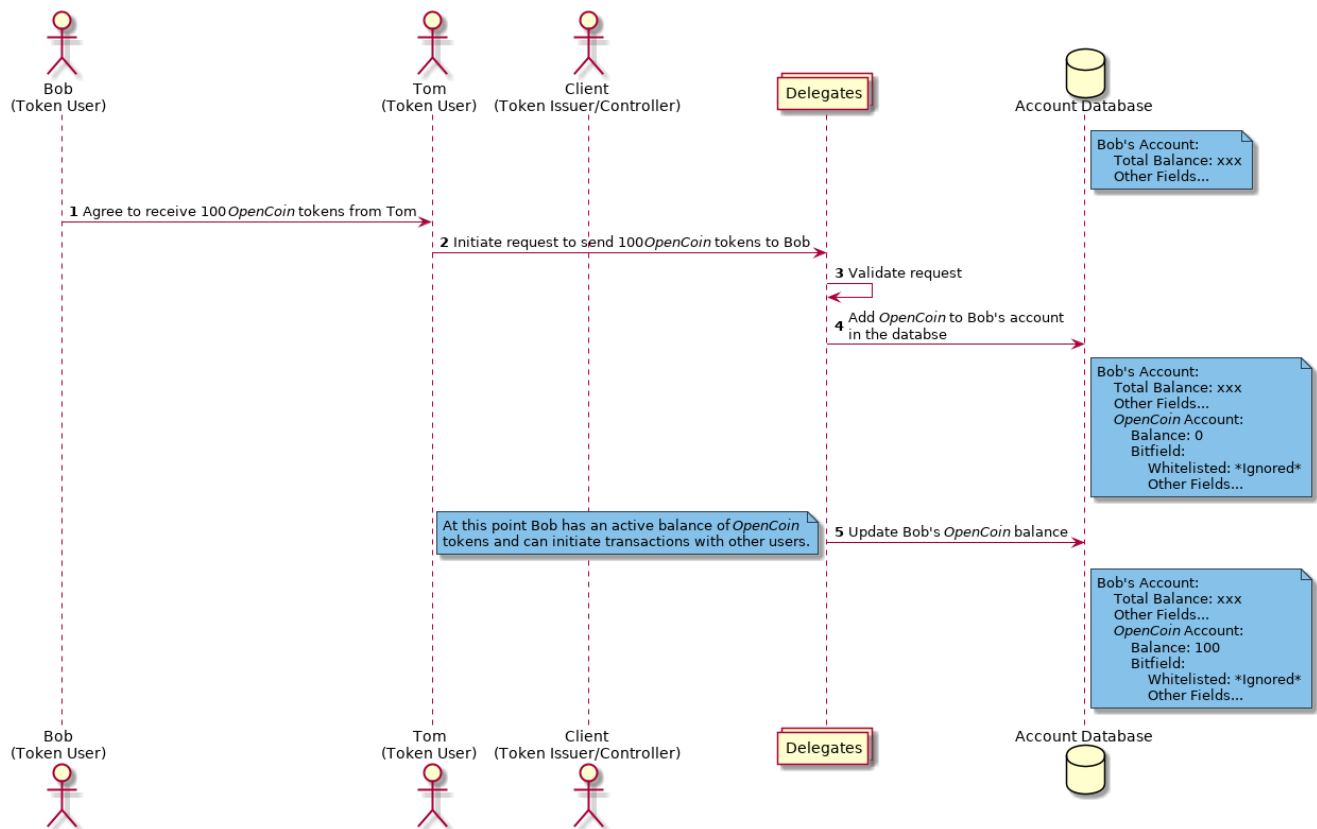 Bob
(Token User)
Tom
(Token User)
Client
(Token Issuer/Controller)
Delegates
Account Database
Bob's Account:
Total Balance: xxx
Other Fields...
1 Agree to receive 100 OpenCoin tokens from Tom
2 Initiate request to send 100 OpenCoin tokens to Bob
3 Validate request
4 Add OpenCoin to Bob's account
in the databse
Bob's Account:
Total Balance: xxx
Other Fields...
OpenCoin Account:
Balance: 0
Bitfield:
Whitelisted: *Ignored*
Other Fields...
At this point Bob has an active balance of OpenCoin
tokens and can initiate transactions with other users.
5 Update Bob's OpenCoin balance
Bob's Account:
Total Balance: xxx
Other Fields...
OpenCoin Account:
Balance: 100
Bitfield:
Whitelisted: *Ignored*
Other Fields...
Bob
(Token User)
Tom
(Token User)
Client
(Token Issuer/Controller)
Delegates
Account Database